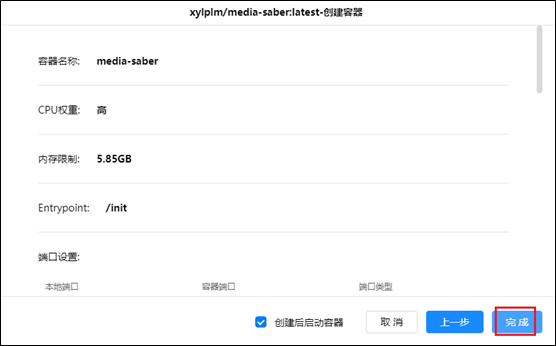 xylplm/media-saber:latest-创建容器
容器名称: media-saber
CPU权重: 高
内存限制: 5.85GB
Entrypoint: /init
端口设置:
本地端口 容器端口 端口类型
创建后启动容器 取消 上一步 完成